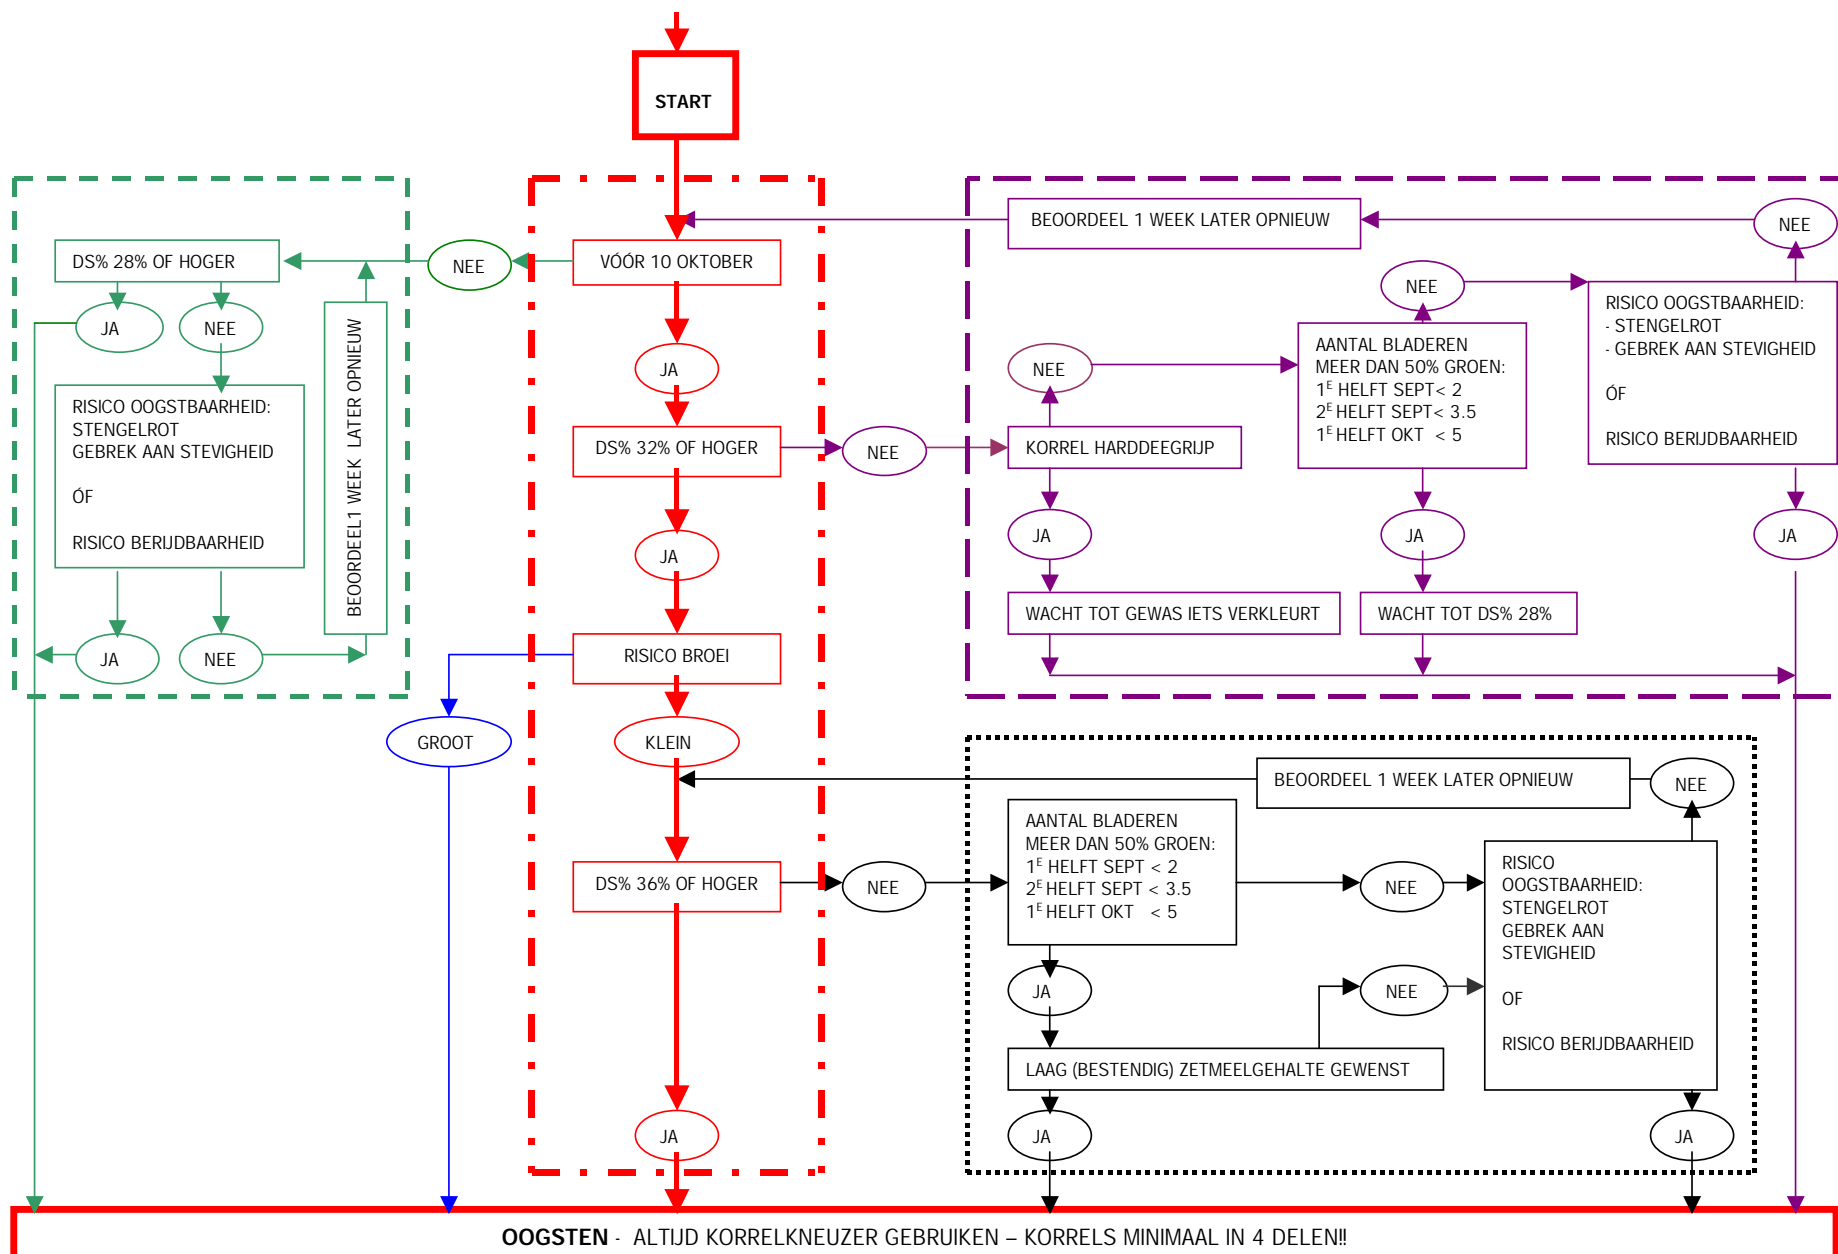 START
BEOORDEEL 1 WEEK LATER OPNIEUW
NEE
DS% 28% OF HOGER
NEE
VÓÓR 10 OKTOBER
JA
NEE
BEOORDEEL1 WEEK LATER OPNIEUW
RISICO OOGSTBAARHEID:
STENGELROT
GEBREK AAN STEVIGHEID
ÓF
RISICO BERIJDBAARHEID
JA
NEE
JA
DS% 32% OF HOGER
NEE
KORREL HARDDEEGRIJP
NEE
AANTAL BLADEREN
MEER DAN 50% GROEN:
1E HELFT SEPT< 2
2E HELFT SEPT< 3.5
1E HELFT OKT < 5
NEE
RISICO OOGSTBAARHEID:
- STENGELROT
- GEBREK AAN STEVIGHEID
ÓF
RISICO BERIJDBAARHEID
JA
JA
JA
WACHT TOT GEWAS IETS VERKLEURT
WACHT TOT DS% 28%
JA
RISICO BROEI
GROOT
KLEIN
BEOORDEEL 1 WEEK LATER OPNIEUW
NEE
DS% 36% OF HOGER
NEE
AANTAL BLADEREN
MEER DAN 50% GROEN:
1E HELFT SEPT < 2
2E HELFT SEPT < 3.5
1E HELFT OKT < 5
NEE
RISICO
OOGSTBAARHEID:
STENGELROT
GEBREK AAN
STEVIGHEID
OF
RISICO BERIJDBAARHEID
JA
NEE
LAAG (BESTENDIG) ZETMEELGEHALTE GEWENST
JA
JA
JA
OOGSTEN - ALTIJD KORRELKNEUZER GEBRUIKEN – KORRELS MINIMAAL IN 4 DELEN!!